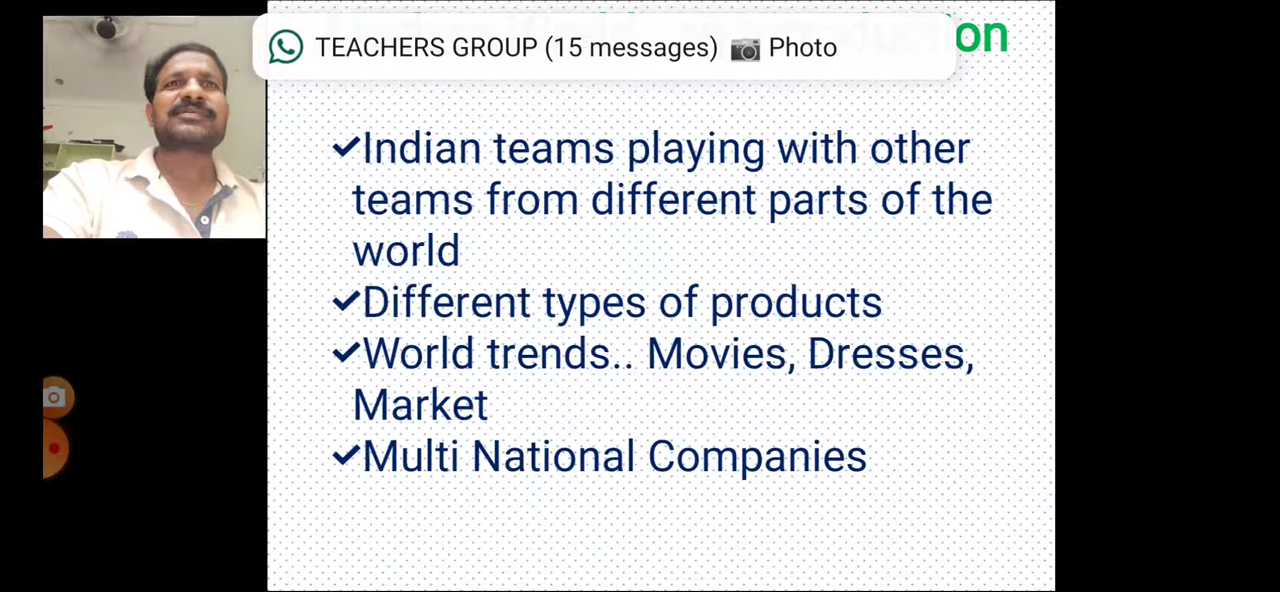 TEACHERS GROUP (15 messages) 📷 Photo
✔Indian teams playing with other
teams from different parts of the
world
✔Different types of products
✔World trends.. Movies, Dresses,
Market
✔Multi National Companies